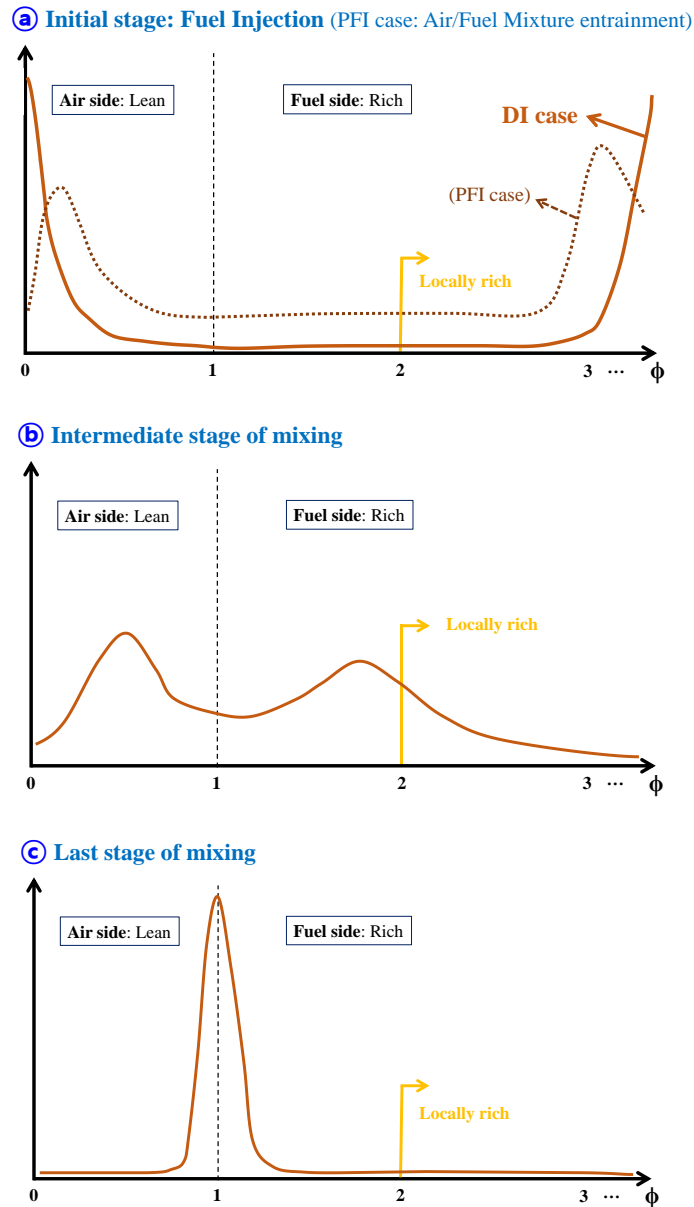 ⓐ Initial stage: Fuel Injection (PFI case: Air/Fuel Mixture entrainment)
Air side: Lean
Fuel side: Rich
DI case
(PFI case)
Locally rich
0 1 2 3 ... ϕ
ⓑ Intermediate stage of mixing
Air side: Lean
Fuel side: Rich
Locally rich
0 1 2 3 ... ϕ
ⓒ Last stage of mixing
Air side: Lean
Fuel side: Rich
Locally rich
0 1 2 3 ... ϕ